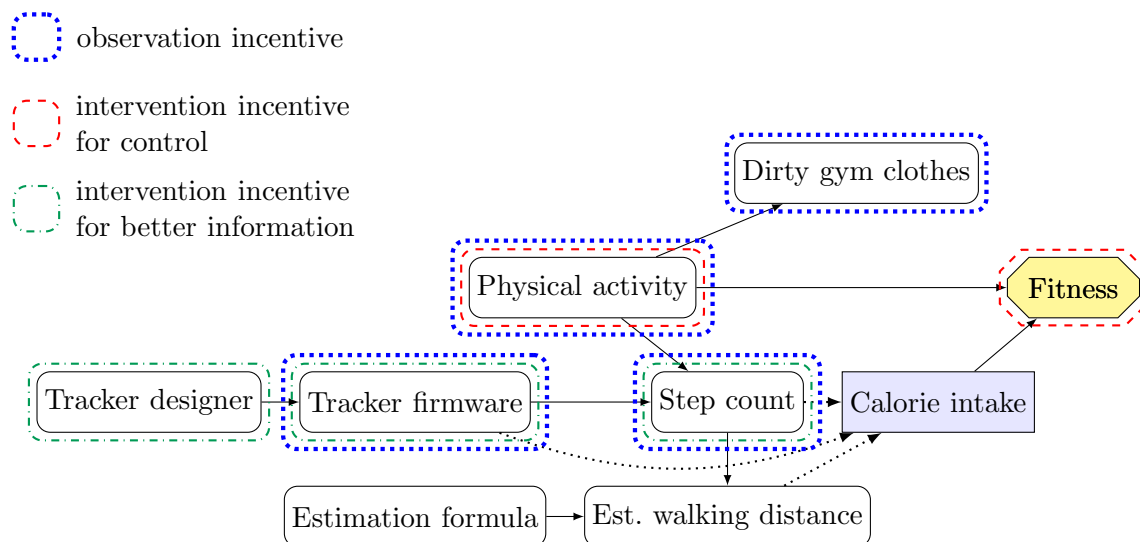 observation incentive
intervention incentive
for control
intervention incentive
for better information
Dirty gym clothes
Physical activity
Fitness
Tracker designer
Tracker firmware
Step count
Calorie intake
Estimation formula
Est. walking distance